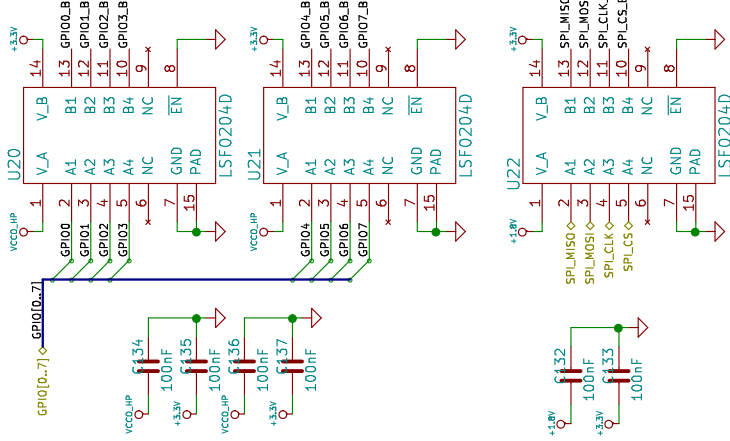 +3.3V
GPIO0_B
GPIO1_B
GPIO2_B
GPIO3_B
+3.3V
GPIO4_B
GPIO5_B
GPIO6_B
GPIO7_B
+3.3V
SPI_CLK_
14
13
12
11
10
9
8
14
13
12
11
10
9
8
14
13
12
11
10
9
8
V_B
B1
B2
B3
B4
NC
EN
V_B
B1
B2
B3
B4
NC
EN
V_B
B1
B2
B3
B4
NC
EN
U20
LSF0204D
U21
LSF0204D
U22
LSF0204D
V_A
A1
A2
A3
A4
NC
GND
PAD
V_A
A1
A2
A3
A4
NC
GND
PAD
V_A
A1
A2
A3
A4
NC
GND
PAD
1
2
3
4
5
6
7
15
1
2
3
4
5
6
7
15
1
2
3
4
5
6
7
15
VCCO_HP
GPIO0
GPIO1
GPIO2
GPIO3
VCCO_HP
GPIO4
GPIO5
GPIO6
GPIO7
+1.8V
SPI_MISO
SPI_MOSI
SPI_CLK
SPI_CS
GPIO[0..7]
GPIO[0..7]
C134
100nF
C135
100nF
C136
100nF
C137
100nF
C132
100nF
C133
100nF
VCCO_HP
+3.3V
VCCO_HP
+3.3V
+1.8V
+3.3V